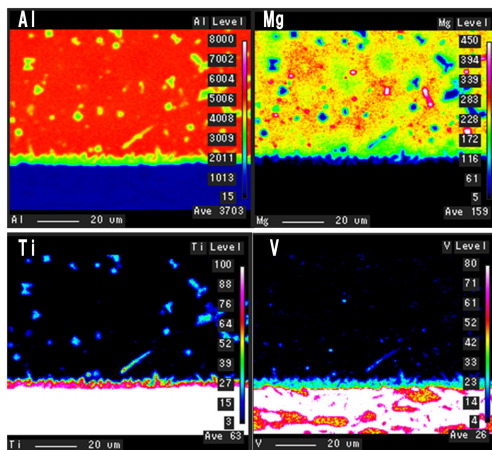 Al
Al Level
8000
7002
6004
5006
4008
3009
2011
1013
15
Ave 3703
Al 20 um
Mg
Mg Level
450
394
339
283
228
172
116
61
5
Ave 159
Mg 20 um
Ti
Ti Level
100
88
76
64
52
39
27
15
3
Ave 63
Ti 20 um
V
V Level
80
71
61
52
42
33
23
14
4
Ave 26
V 20 um